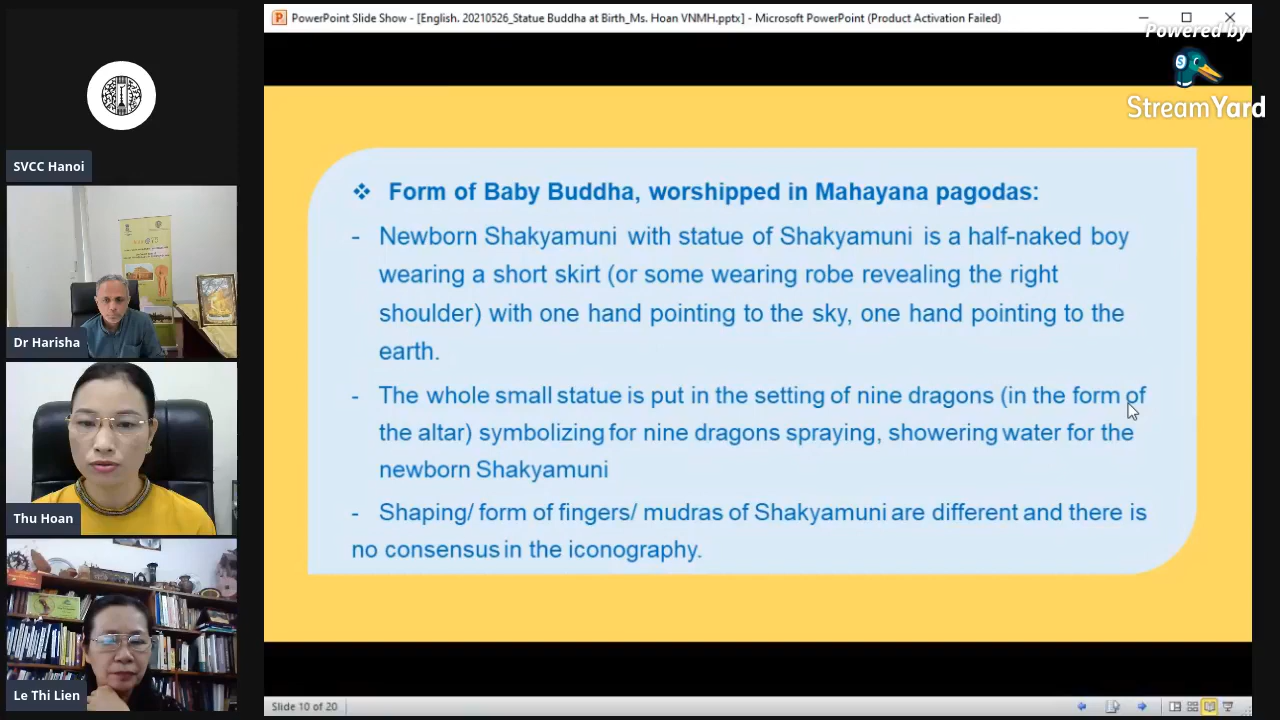 PowerPoint Slide Show - [English. 20210526_Statue Buddha at Birth_Ms. Hoan VNMH.pptx] - Microsoft PowerPoint (Product Activation Failed)
Powered by
StreamYard
SVCC Hanoi
Dr Harisha
Thu Hoan
Le Thi Lien
❖ Form of Baby Buddha, worshipped in Mahayana pagodas:
- Newborn Shakyamuni with statue of Shakyamuni is a half-naked boy
wearing a short skirt (or some wearing robe revealing the right
shoulder) with one hand pointing to the sky, one hand pointing to the
earth.
- The whole small statue is put in the setting of nine dragons (in the form of
the altar) symbolizing for nine dragons spraying, showering water for the
newborn Shakyamuni
- Shaping/ form of fingers/ mudras of Shakyamuni are different and there is
no consensus in the iconography.
Slide 10 of 20